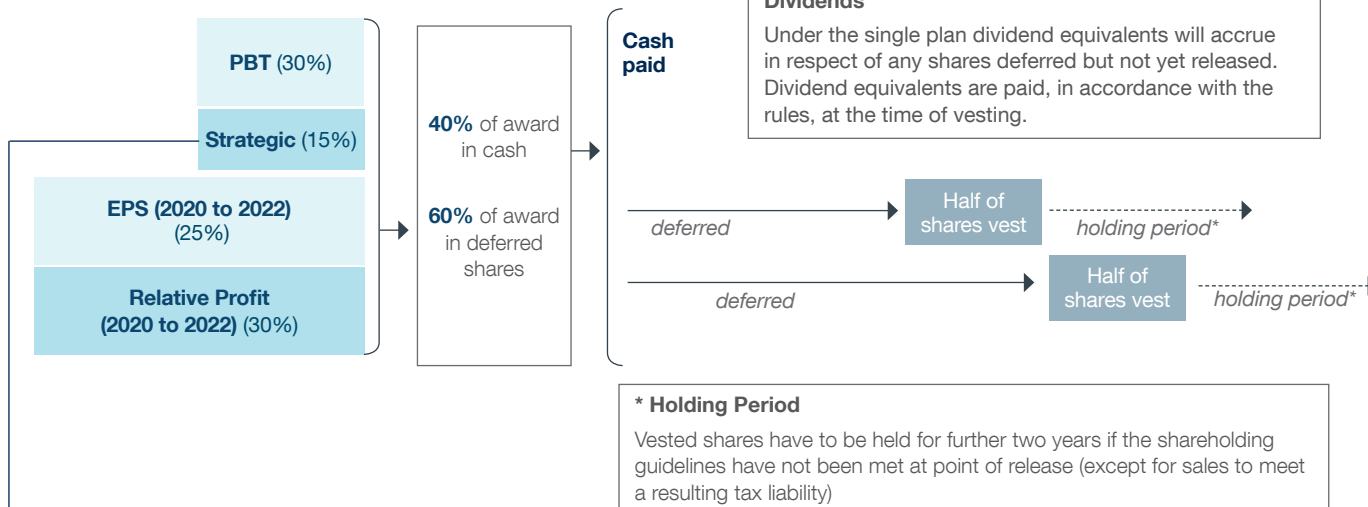 PBT (30%)
Strategic (15%)
EPS (2020 to 2022)
(25%)
Relative Profit
(2020 to 2022) (30%)
40% of award
in cash
60% of award
in deferred
shares
Cash
paid
Dividends
Under the single plan dividend equivalents will accrue
in respect of any shares deferred but not yet released.
Dividend equivalents are paid, in accordance with the
rules, at the time of vesting.
deferred
Half of
shares vest
holding period*
deferred
Half of
shares vest
holding period*
* Holding Period
Vested shares have to be held for further two years if the shareholding
guidelines have not been met at point of release (except for sales to meet
a resulting tax liability)